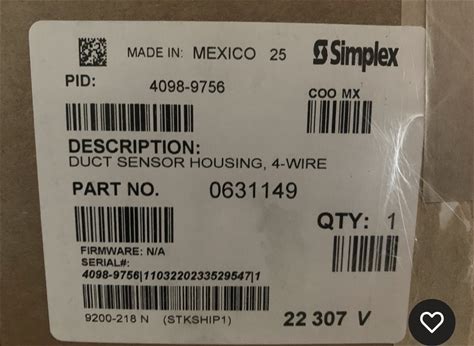 MADE IN: MEXICO 25 Simplex
PID: 4098-9756
COO MX
DESCRIPTION:
DUCT SENSOR HOUSING, 4-WIRE
PART NO. 0631149
QTY: 1
FIRMWARE: N/A
SERIAL#:
4098-9756|1103220233529547|1
9200-218 N (STKSHIP1) 22 307 V